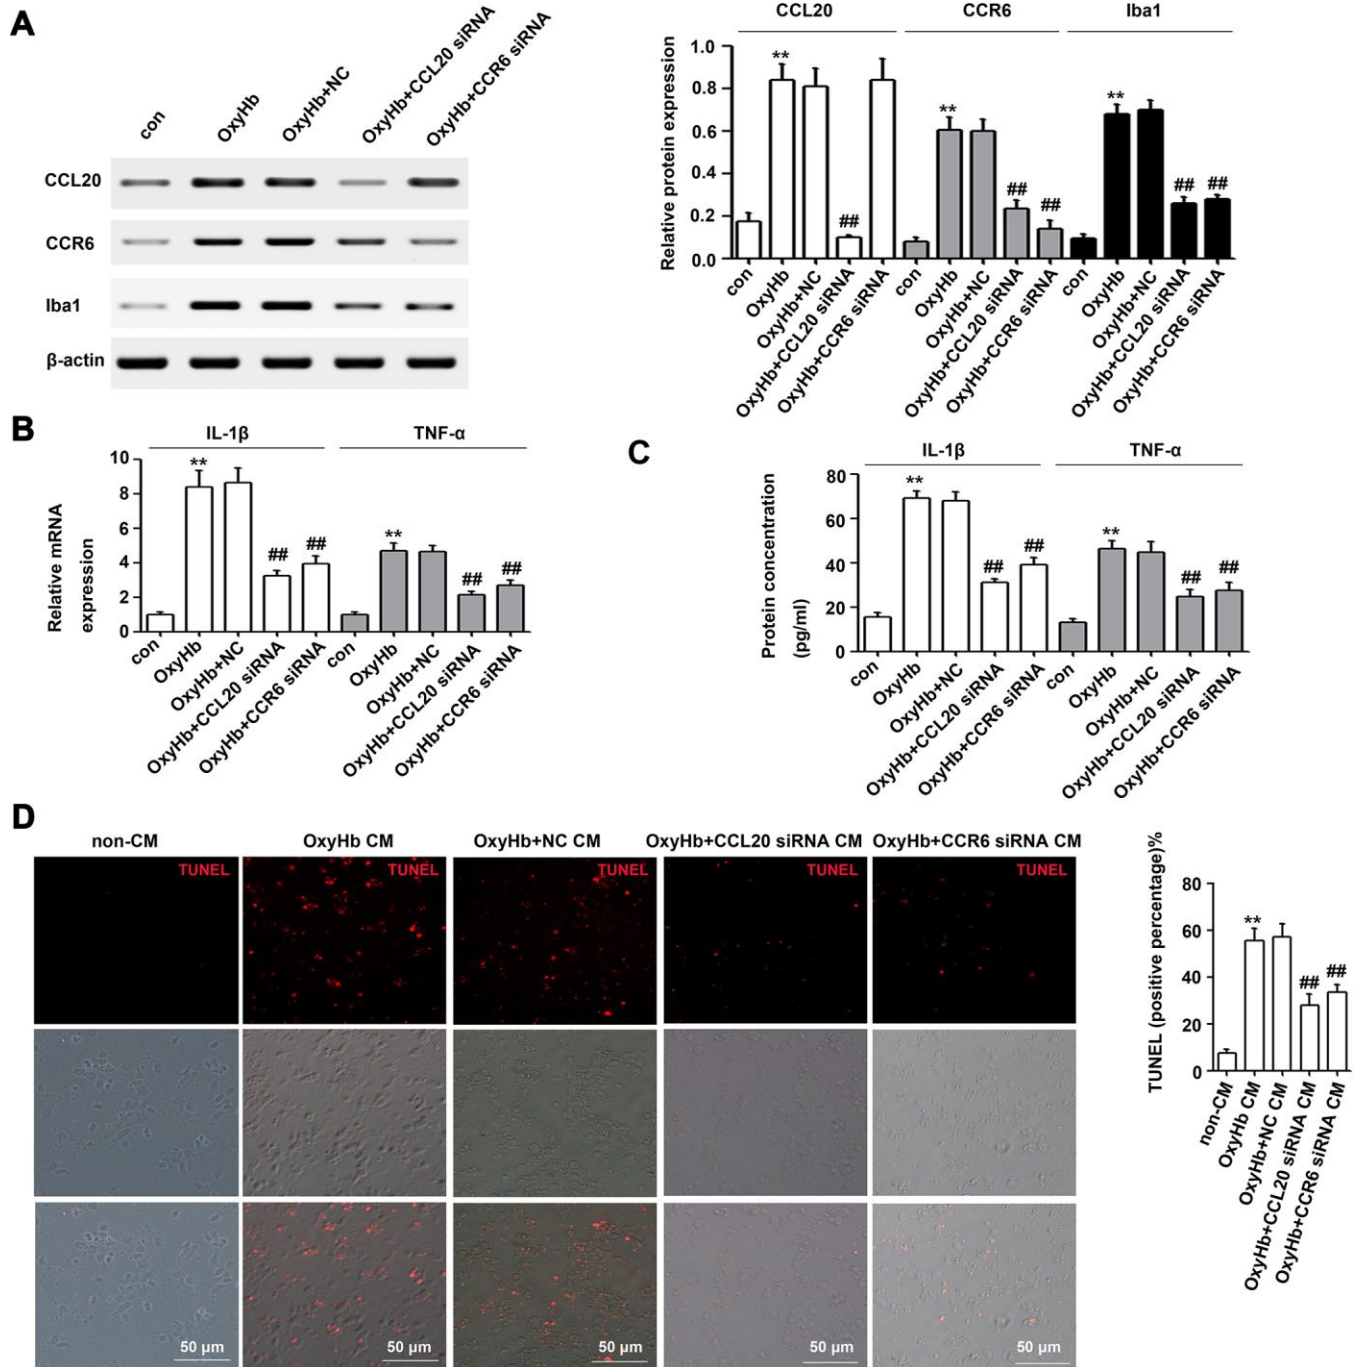 A
con
OxyHb
OxyHb+NC
OxyHb+CCL20 siRNA
OxyHb+CCR6 siRNA
CCL20
CCR6
Iba1
β-actin
CCL20 CCR6 Iba1
Relative protein expression
1.0
0.8
0.6
0.4
0.2
0.0
** ## ** ## ## ** ## ##
con
OxyHb
OxyHb+NC
OxyHb+CCL20 siRNA
OxyHb+CCR6 siRNA
con
OxyHb
OxyHb+NC
OxyHb+CCL20 siRNA
OxyHb+CCR6 siRNA
con
OxyHb
OxyHb+NC
OxyHb+CCL20 siRNA
OxyHb+CCR6 siRNA
B
IL-1β TNF-α
Relative mRNA
expression
10
8
6
4
2
0
** ## ## ** ## ##
con
OxyHb
OxyHb+NC
OxyHb+CCL20 siRNA
OxyHb+CCR6 siRNA
con
OxyHb
OxyHb+NC
OxyHb+CCL20 siRNA
OxyHb+CCR6 siRNA
C
IL-1β TNF-α
Protein concentration
(pg/ml)
80
60
40
20
0
** ## ## ** ## ##
con
OxyHb
OxyHb+NC
OxyHb+CCL20 siRNA
OxyHb+CCR6 siRNA
con
OxyHb
OxyHb+NC
OxyHb+CCL20 siRNA
OxyHb+CCR6 siRNA
D
non-CM OxyHb CM OxyHb+NC CM OxyHb+CCL20 siRNA CM OxyHb+CCR6 siRNA CM
TUNEL TUNEL TUNEL TUNEL TUNEL
50 μm 50 μm 50 μm 50 μm 50 μm
TUNEL (positive percentage)%
80
60
40
20
0
** ## ##
non-CM
OxyHb CM
OxyHb+NC CM
OxyHb+CCL20 siRNA CM
OxyHb+CCR6 siRNA CM